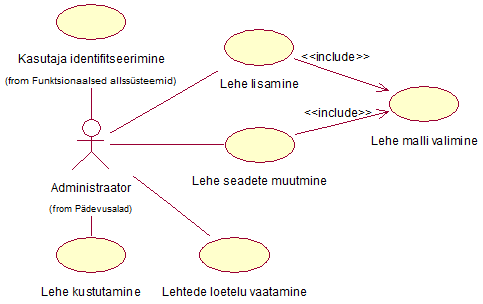 Kasutaja identifitseerimine
(from Funktsionaalsed allssüsteemid)
<<include>>
Lehe lisamine
<<include>>
Lehe malli valimine
Lehe seadete muutmine
Administraator
(from Pädevusalad)
Lehe kustutamine
Lehtede loetelu vaatamine